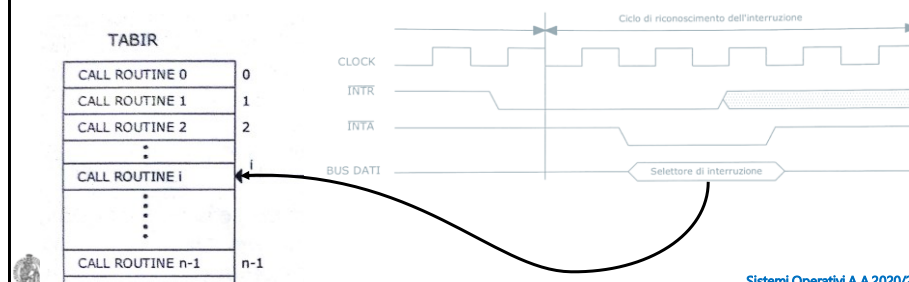 TABIR
CALL ROUTINE 0 0
CALL ROUTINE 1 1
CALL ROUTINE 2 2
CALL ROUTINE i i
CALL ROUTINE n-1 n-1
Ciclo di riconoscimento dell'interruzione
CLOCK
INTR
INTA
BUS DATI
Selettore di interruzione
Sistemi Operativi A.A 2020/